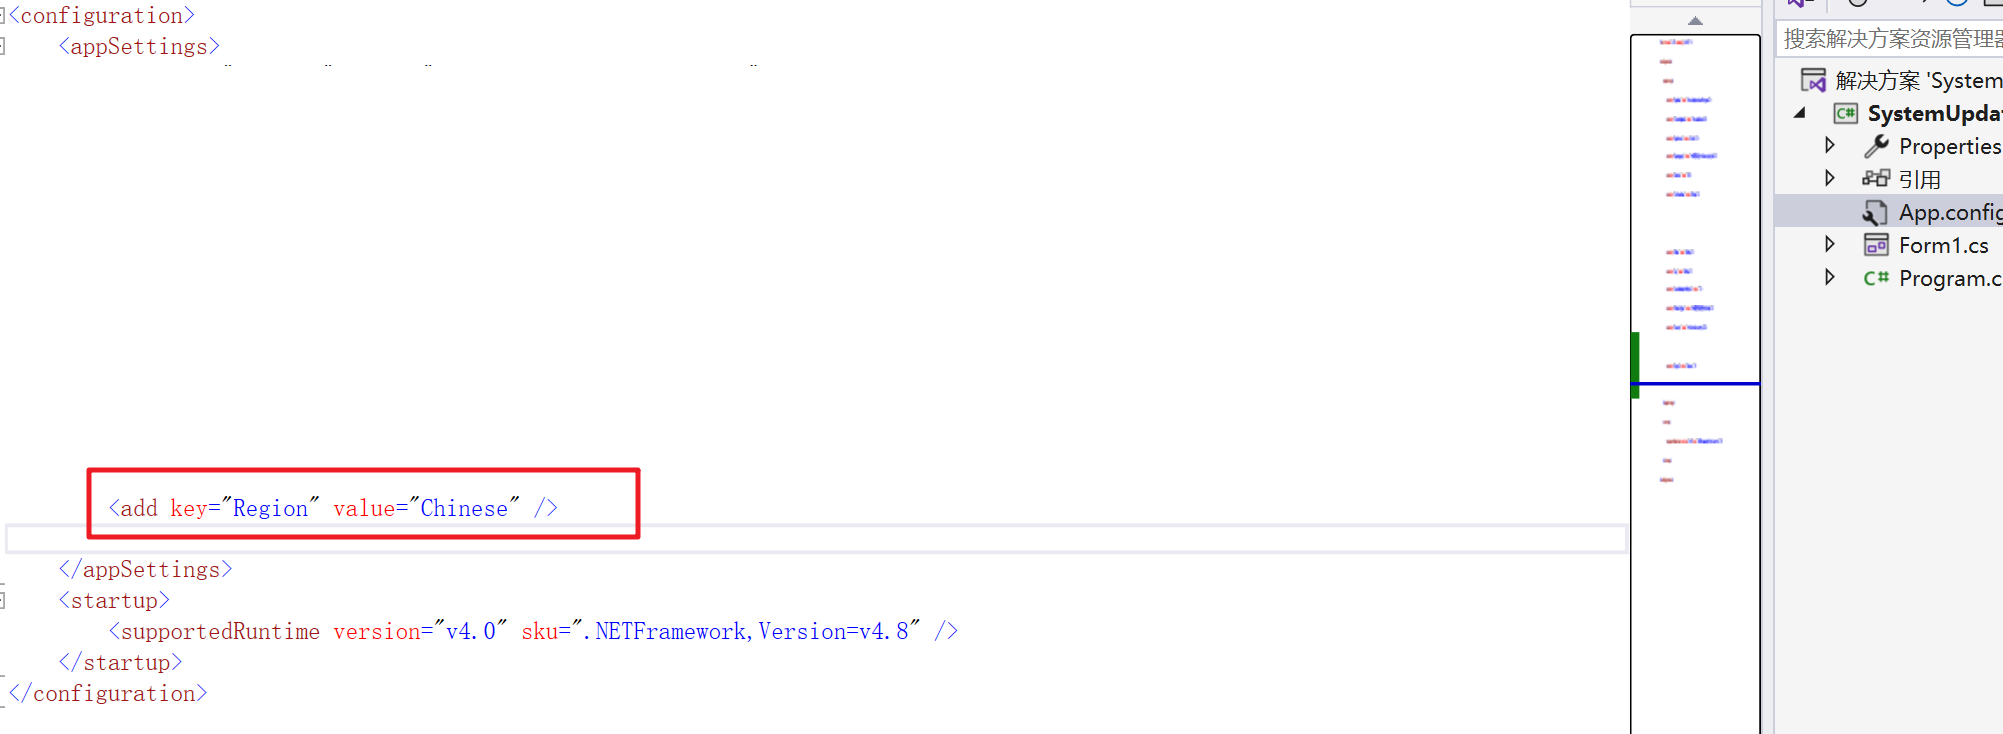 <configuration>
<appSettings>
<add key="Region" value="Chinese" />
</appSettings>
<startup>
<supportedRuntime version="v4.0" sku=".NETFramework,Version=v4.8" />
</startup>
</configuration>
搜索解决方案资源管理器
解决方案 'System
SystemUpda
Properties
引用
App.config
Form1.cs
Program.c